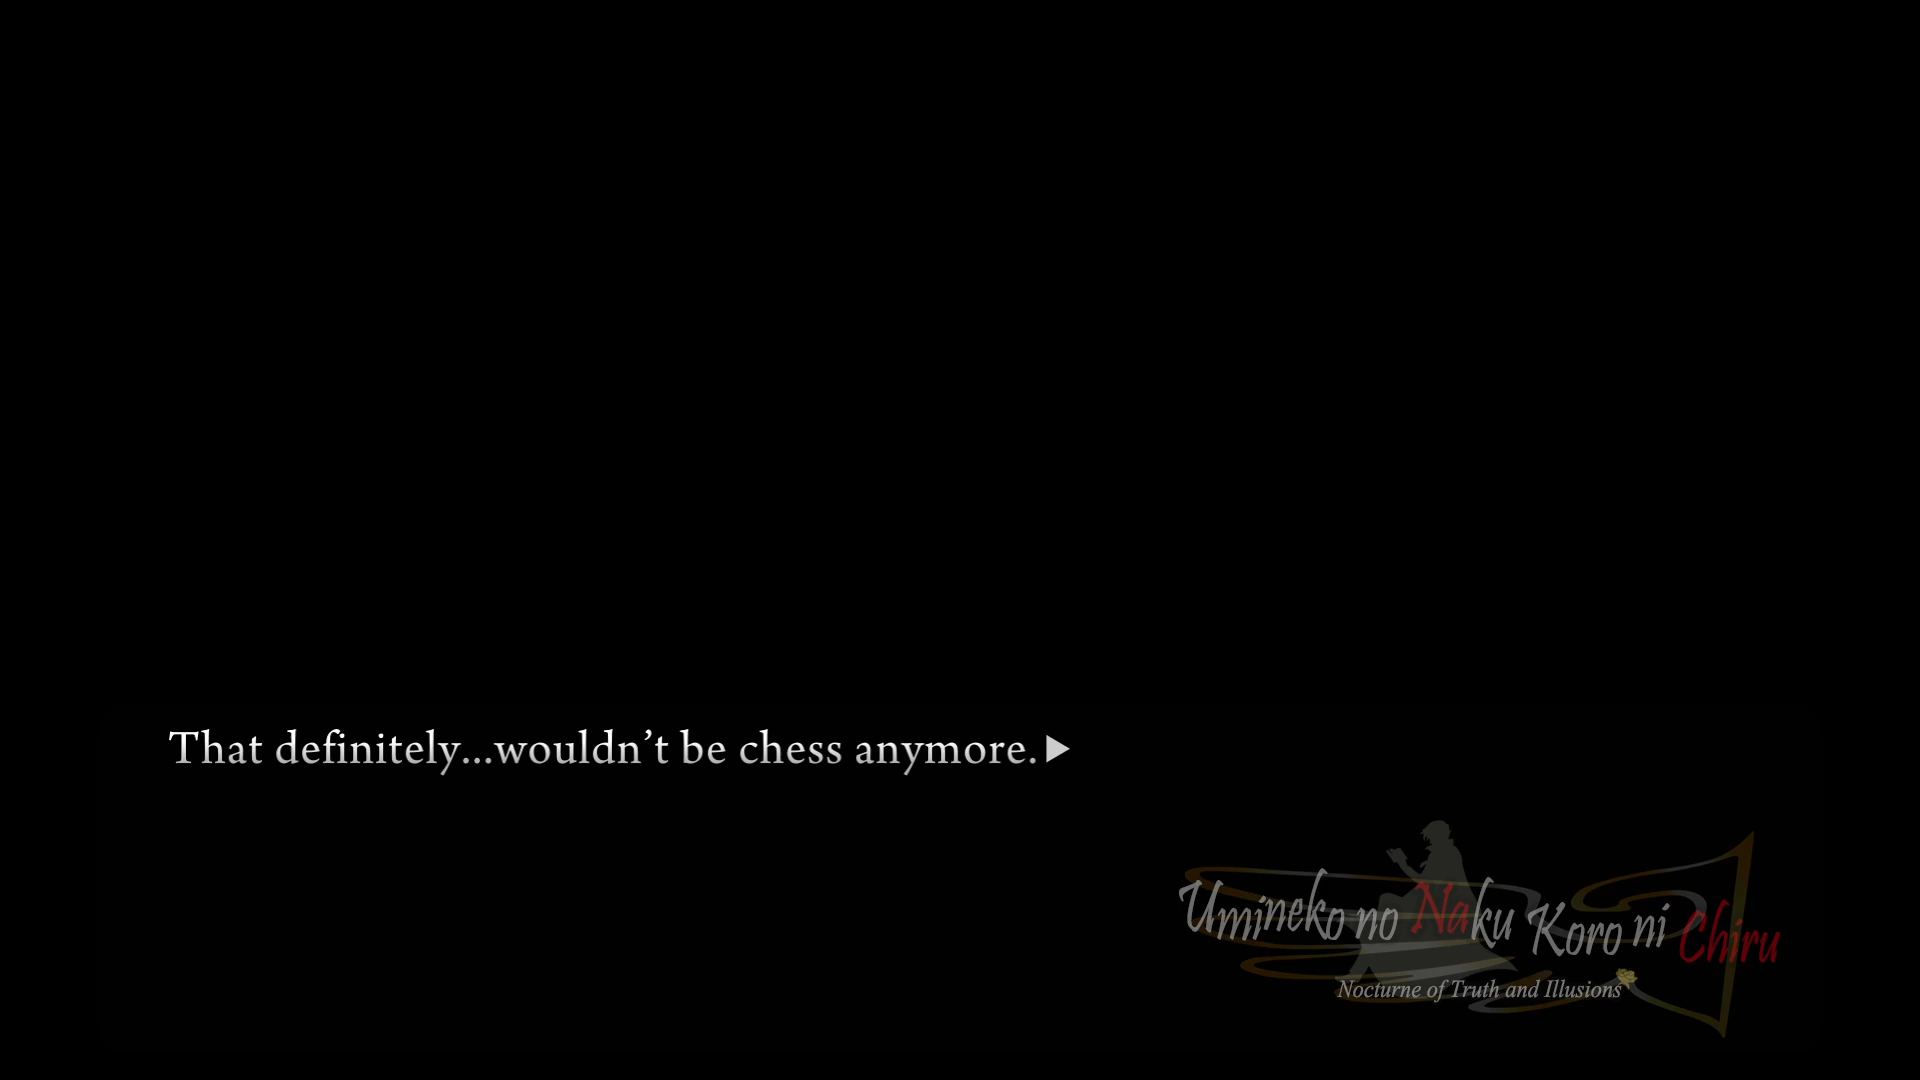 That definitely...wouldn’t be chess anymore.
Umineko no Naku Koro ni Chiru
Nocturne of Truth and Illusions